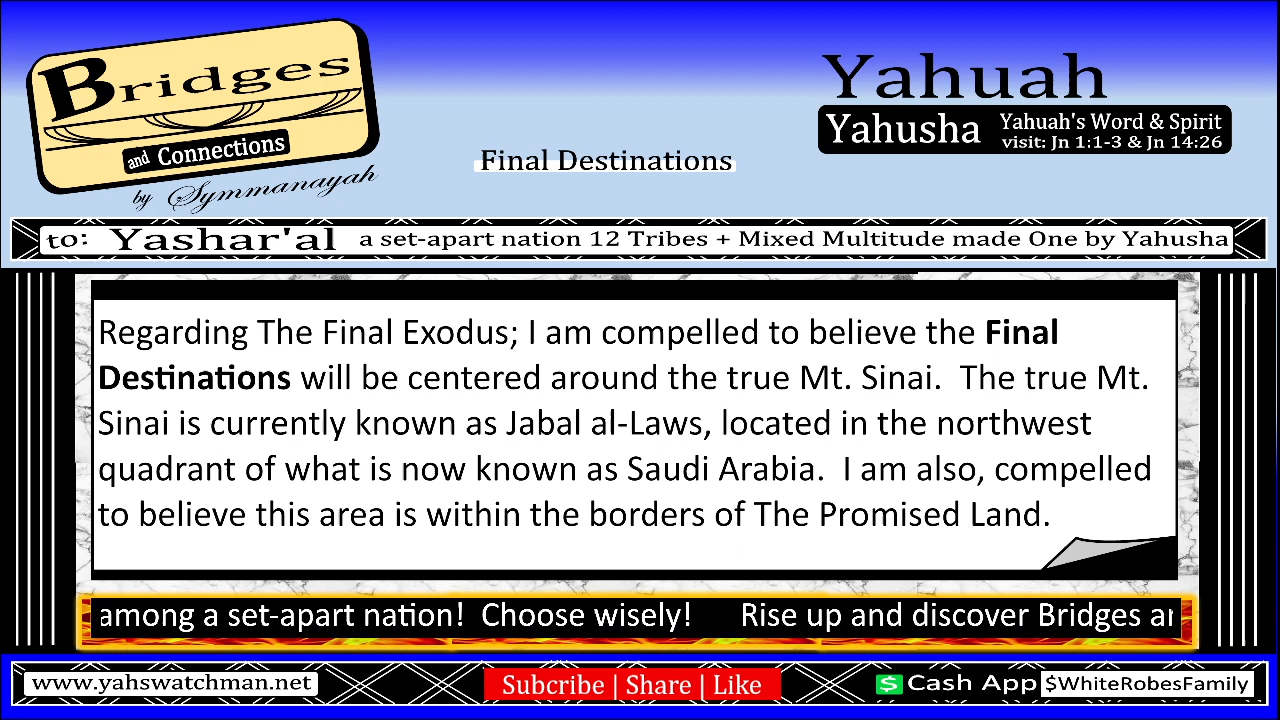 Bridges
and Connections
by Symmanayah
Final Destinations
Yahuah
Yahusha Yahuah's Word & Spirit
visit: Jn 1:1-3 & Jn 14:26
to: Yashar'al a set-apart nation 12 Tribes + Mixed Multitude made One by Yahusha
Regarding The Final Exodus; I am compelled to believe the Final
Destinations will be centered around the true Mt. Sinai. The true Mt.
Sinai is currently known as Jabal al-Laws, located in the northwest
quadrant of what is now known as Saudi Arabia. I am also, compelled
to believe this area is within the borders of The Promised Land.
among a set-apart nation! Choose wisely! Rise up and discover Bridges an
www.yahswatchman.net Subcribe | Share | Like $ Cash App $WhiteRobesFamily